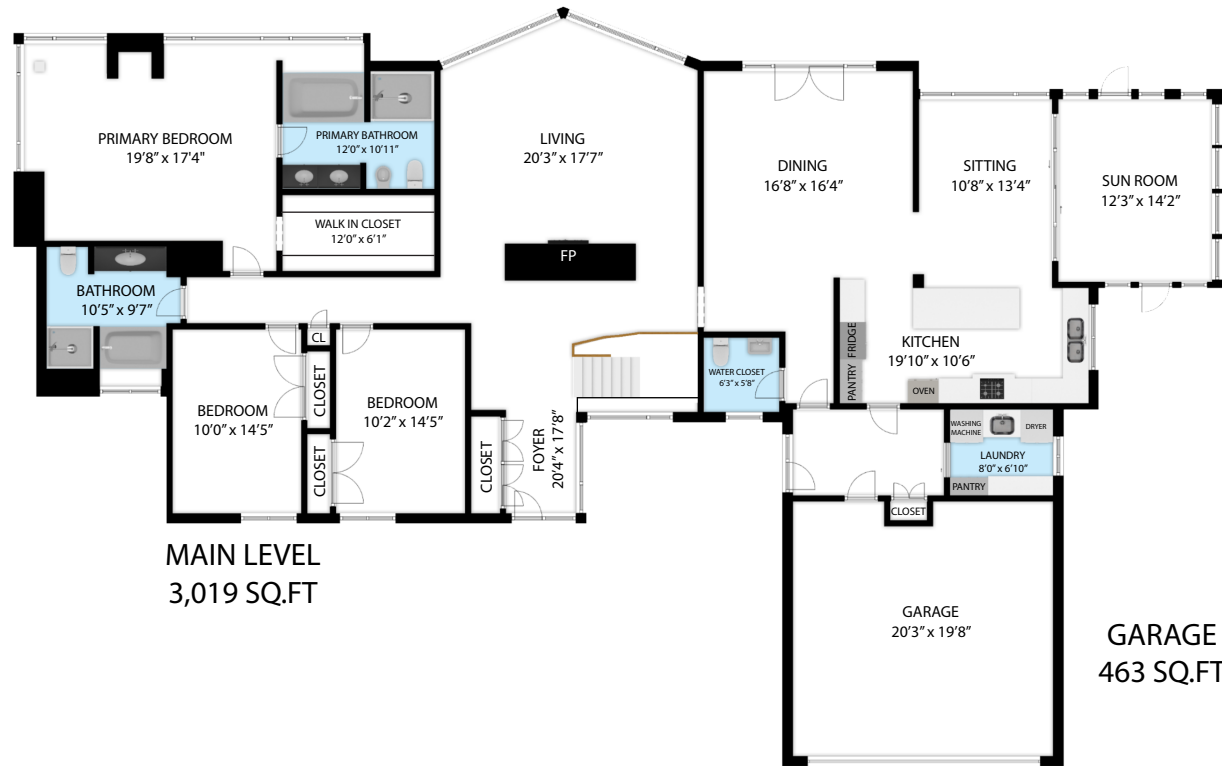 PRIMARY BEDROOM
19'8" x 17'4"
PRIMARY BATHROOM
12'0" x 10'11"
WALK IN CLOSET
12'0" x 6'1"
LIVING
20'3" x 17'7"
FP
DINING
16'8" x 16'4"
SITTING
10'8" x 13'4"
SUN ROOM
12'3" x 14'2"
BATHROOM
10'5" x 9'7"
CL
CLOSET
CLOSET
BEDROOM
10'0" x 14'5"
BEDROOM
10'2" x 14'5"
CLOSET
FOYER
20'4" x 17'8"
WATER CLOSET
6'3" x 5'8"
FRIDGE
PANTRY
KITCHEN
19'10" x 10'6"
OVEN
WASHING
MACHINE
DRYER
LAUNDRY
8'0" x 6'10"
PANTRY
CLOSET
MAIN LEVEL
3,019 SQ.FT
GARAGE
20'3" x 19'8"
GARAGE
463 SQ.FT